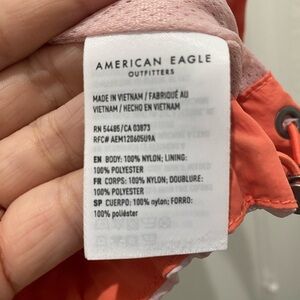 AMERICAN EAGLE
OUTFITTERS
MADE IN VIETNAM / FABRIQUÉ AU
VIETNAM / HECHO EN VIETNAM
RN 54485/CA 03873
RFC# AEM120605U9A
EN BODY: 100% NYLON; LINING:
100% POLYESTER
FR CORPS: 100% NYLON; DOUBLURE:
100% POLYESTER
SP CUERPO: 100% nylon; FORRO:
100% poliéster